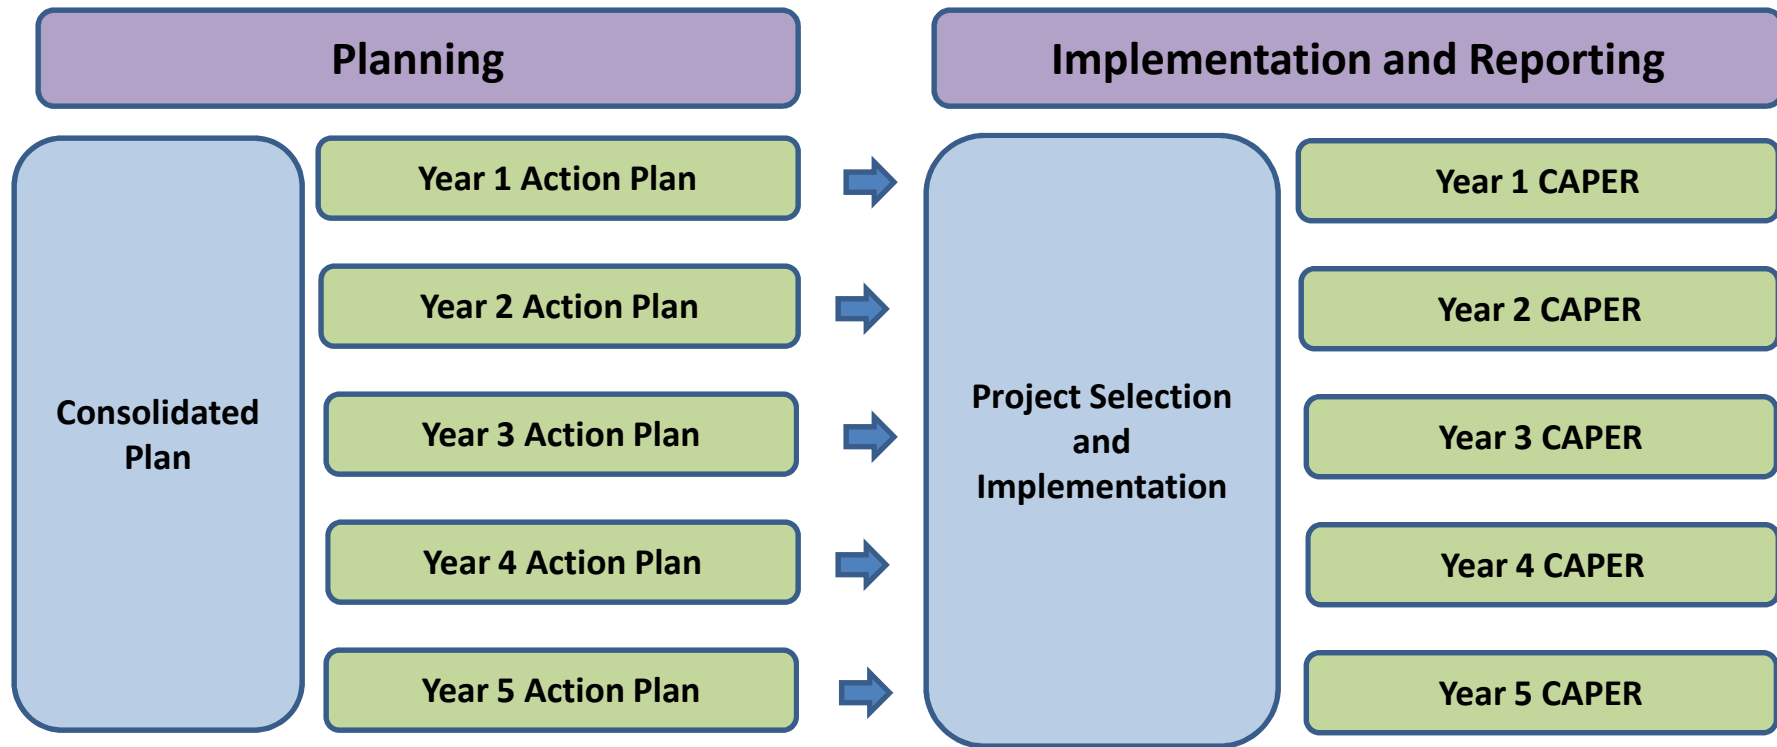 Planning
Implementation and Reporting
Consolidated
Plan
Year 1 Action Plan
Year 2 Action Plan
Year 3 Action Plan
Year 4 Action Plan
Year 5 Action Plan
Project Selection
and
Implementation
Year 1 CAPER
Year 2 CAPER
Year 3 CAPER
Year 4 CAPER
Year 5 CAPER